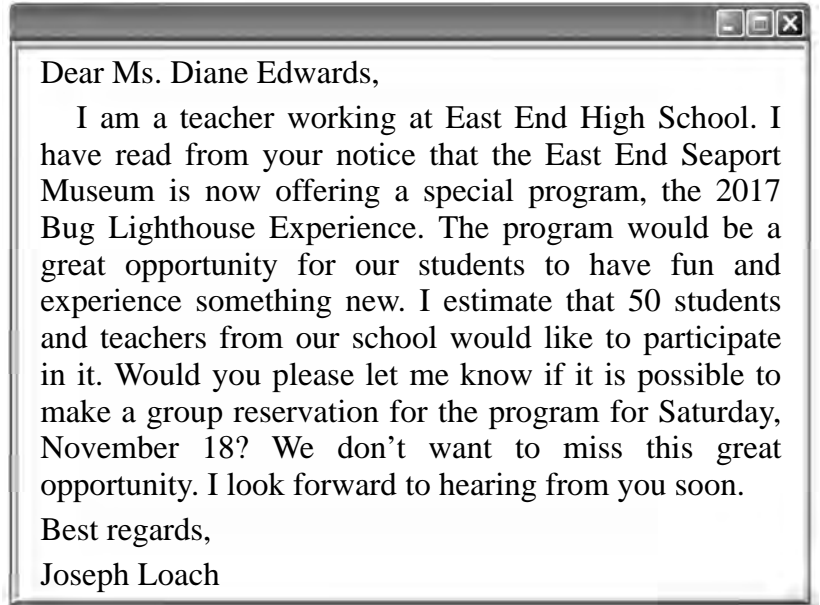 Dear Ms. Diane Edwards,
I am a teacher working at East End High School. I
have read from your notice that the East End Seaport
Museum is now offering a special program, the 2017
Bug Lighthouse Experience. The program would be a
great opportunity for our students to have fun and
experience something new. I estimate that 50 students
and teachers from our school would like to participate
in it. Would you please let me know if it is possible to
make a group reservation for the program for Saturday,
November 18? We don't want to miss this great
opportunity. I look forward to hearing from you soon.
Best regards,
Joseph Loach